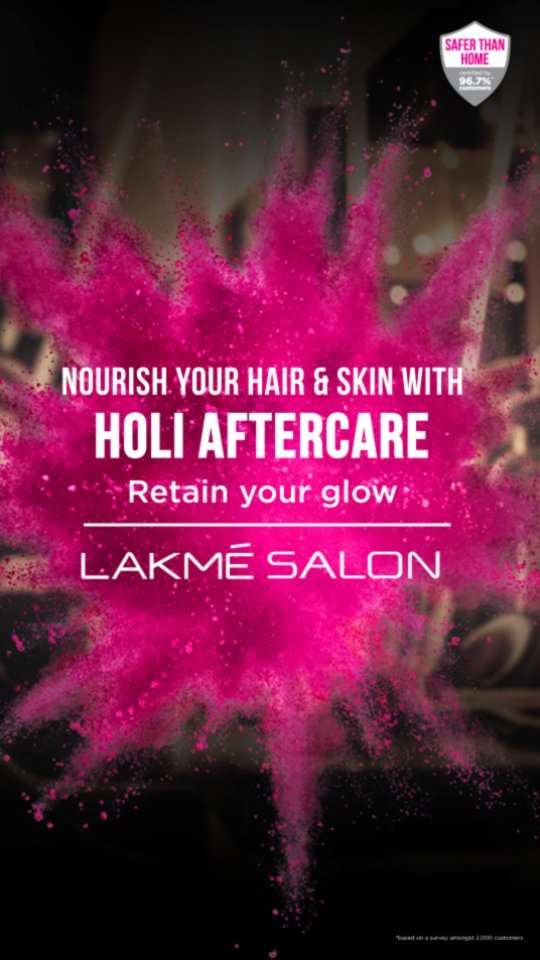 SAFER THAN
HOME
certified by
96.7%*
customers
NOURISH YOUR HAIR & SKIN WITH
HOLI AFTERCARE
Retain your glow
LAKMÉ SALON
*based on a survey amongst 2,000 customers